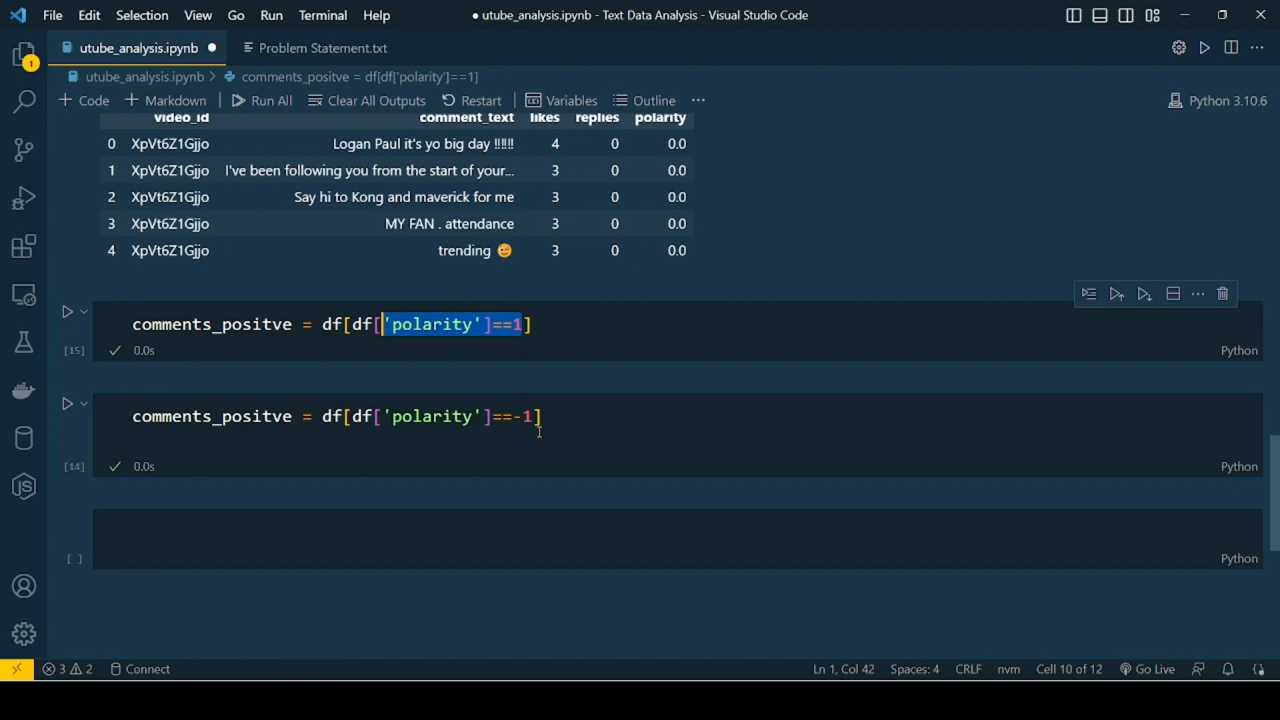 File Edit Selection View Go Run Terminal Help ● utube_analysis.ipynb - Text Data Analysis - Visual Studio Code
1
utube_analysis.ipynb ● Problem Statement.txt
utube_analysis.ipynb > comments_positve = df[df['polarity']==1]
+ Code + Markdown Run All Clear All Outputs Restart Variables Outline ··· Python 3.10.6
video_id comment_text likes replies polarity
0 XpVt6Z1Gjjo Logan Paul it's yo big day ‼️‼️‼️ 4 0 0.0
1 XpVt6Z1Gjjo I've been following you from the start of your... 3 0 0.0
2 XpVt6Z1Gjjo Say hi to Kong and maverick for me 3 0 0.0
3 XpVt6Z1Gjjo MY FAN . attendance 3 0 0.0
4 XpVt6Z1Gjjo trending 😉 3 0 0.0
comments_positve = df[df['polarity']==1]
[15] ✓ 0.0s Python
comments_positve = df[df['polarity']==-1]
[14] ✓ 0.0s Python
[ ] Python
3 2 Connect Ln 1, Col 42 Spaces: 4 CRLF nvm Cell 10 of 12 Go Live